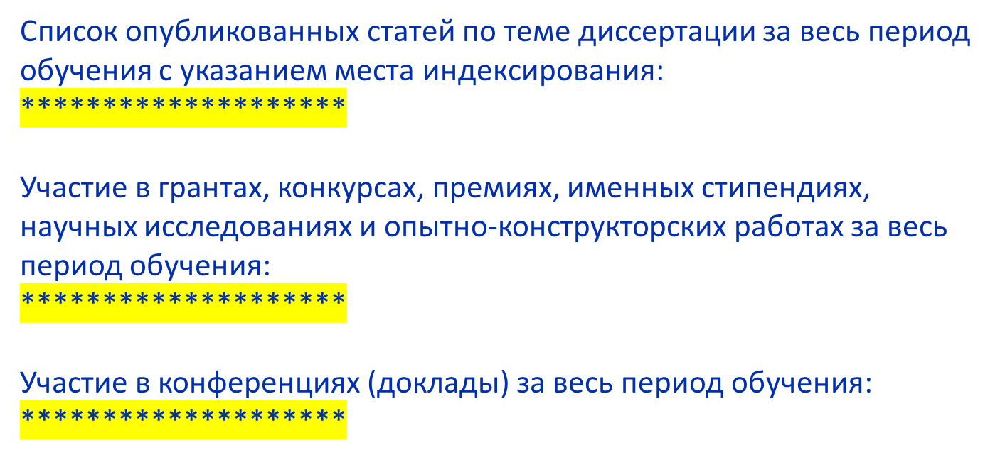 Список опубликованных статей по теме диссертации за весь период
обучения с указанием места индексирования:
********************
Участие в грантах, конкурсах, премиях, именных стипендиях,
научных исследованиях и опытно-конструкторских работах за весь
период обучения:
********************
Участие в конференциях (доклады) за весь период обучения:
********************